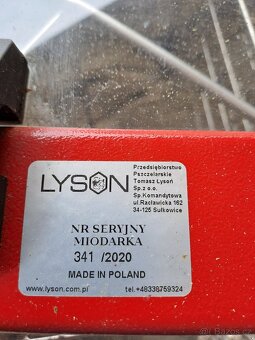 LYSON
Przedsiębiorstwo
Pszczelarskie
Tomasz Łysoń
Sp.z o.o.
Sp.Komandytowa
ul.Racławicka 162
34-125 Sułkowice
NR SERYJNY
MIODARKA
341 /2020
MADE IN POLAND
www.lyson.com.pl
tel.+48338759324